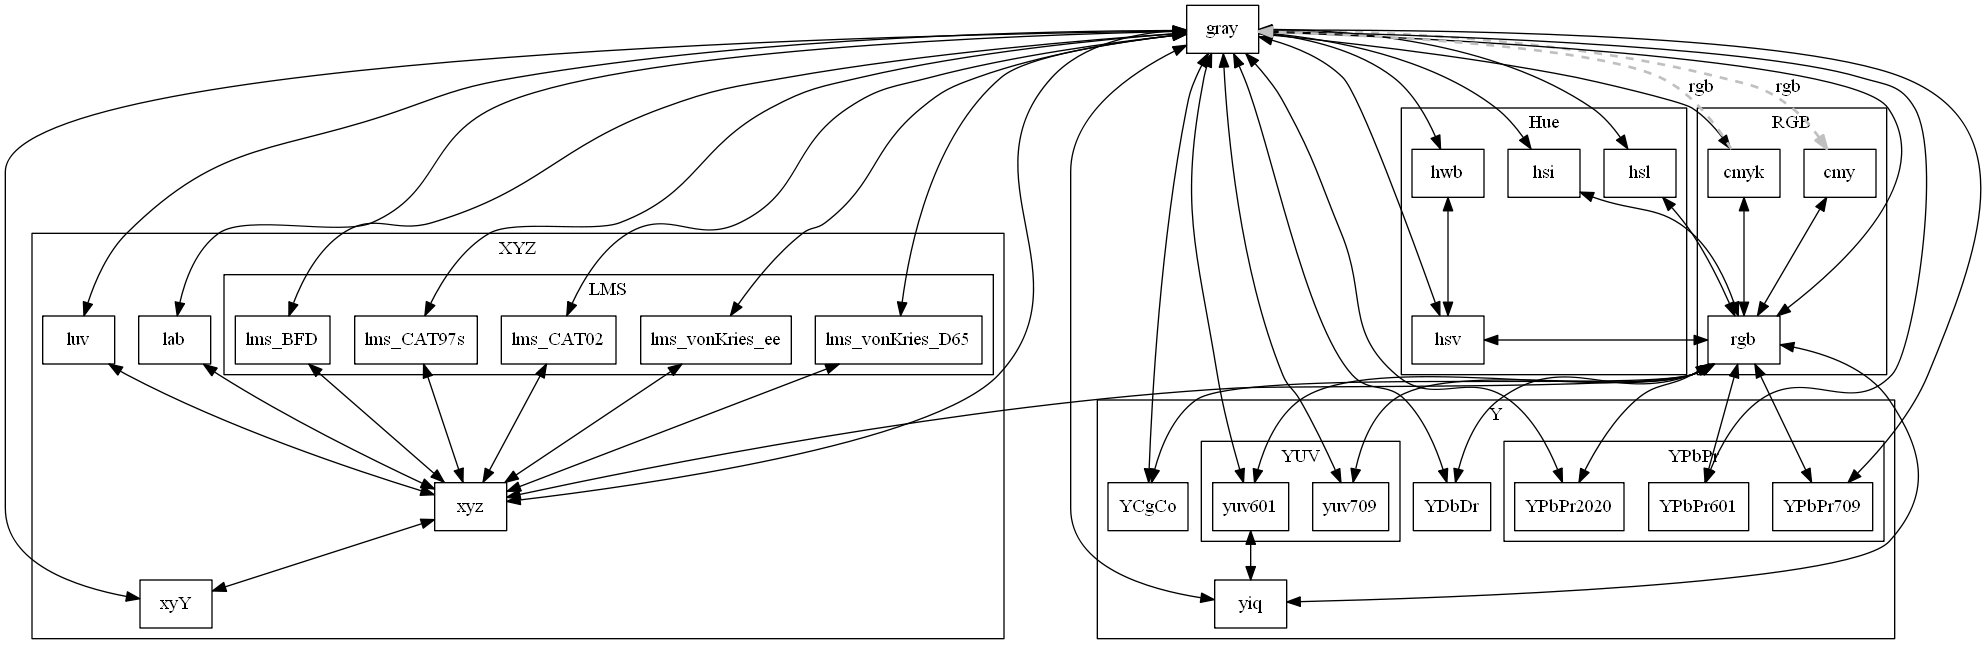 gray
rgb
rgb
Hue
RGB
hwb
hsi
hsl
cmyk
cmy
XYZ
LMS
luv
lab
lms_BFD
lms_CAT97s
lms_CAT02
lms_vonKries_ee
lms_vonKries_D65
hsv
rgb
Y
YUV
YPbPr
xyz
YCgCo
yuv601
yuv709
YDbDr
YPbPr2020
YPbPr601
YPbPr709
xyY
yiq